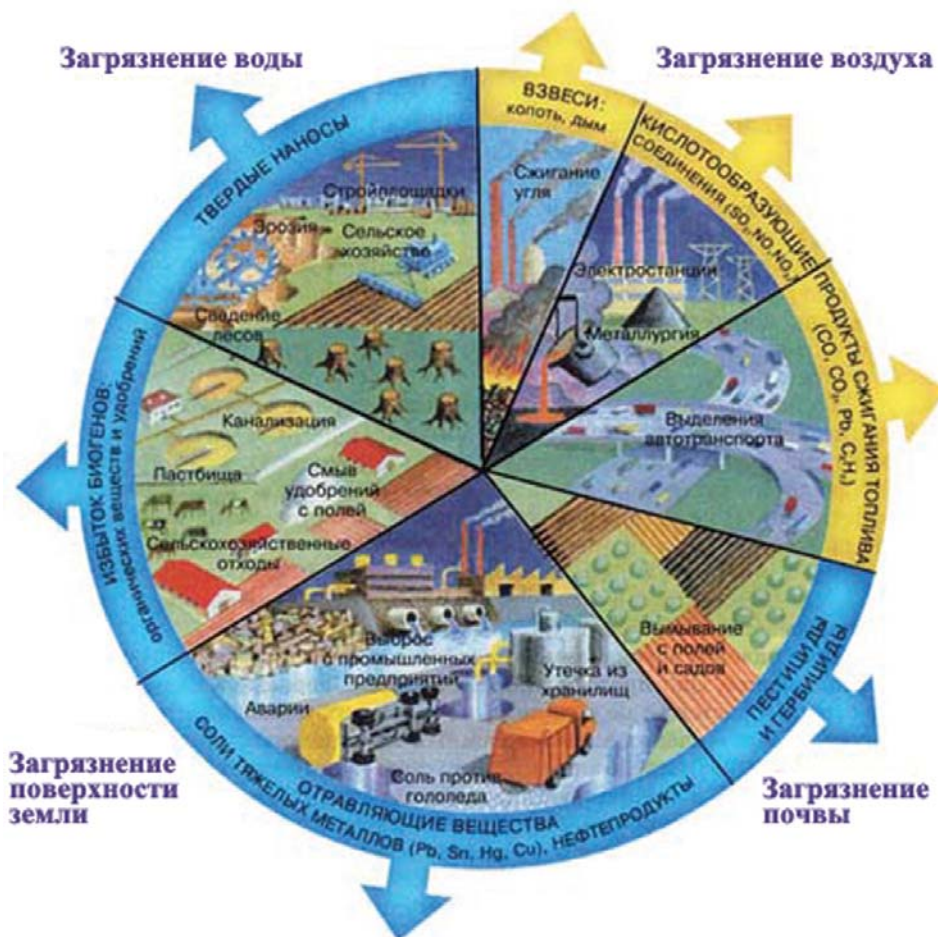 Загрязнение воды
Загрязнение воздуха
ВЗВЕСИ:
копоть, дым
КИСЛОТООБРАЗУЮЩИЕ
СОЕДИНЕНИЯ (SO₂, NO, NO₂)
ПРОДУКТЫ СЖИГАНИЯ ТОПЛИВА
(CO, CO₂, Pb, CₓHᵧ)
ТВЕРДЫЕ НАНОСЫ
Сжигание
угля
Стройплощадки
Эрозия
Сельское
хозяйство
Сведение
лесов
Электростанции
Металлургия
Выделения
автотранспорта
ИЗБЫТОК БИОГЕНОВ:
органических веществ и удобрений
Канализация
Пастбища
Смыв
удобрений
с полей
Сельскохозяйственные
отходы
Вымывание
с полей
и садов
ПЕСТИЦИДЫ
И ГЕРБИЦИДЫ
Выброс
с промышленных
предприятий
Утечка из
хранилищ
Аварии
Соль против
гололеда
ОТРАВЛЯЮЩИЕ ВЕЩЕСТВА
СОЛИ ТЯЖЕЛЫХ МЕТАЛЛОВ (Pb, Sn, Hg, Cu), НЕФТЕПРОДУКТЫ
Загрязнение
поверхности
земли
Загрязнение
почвы